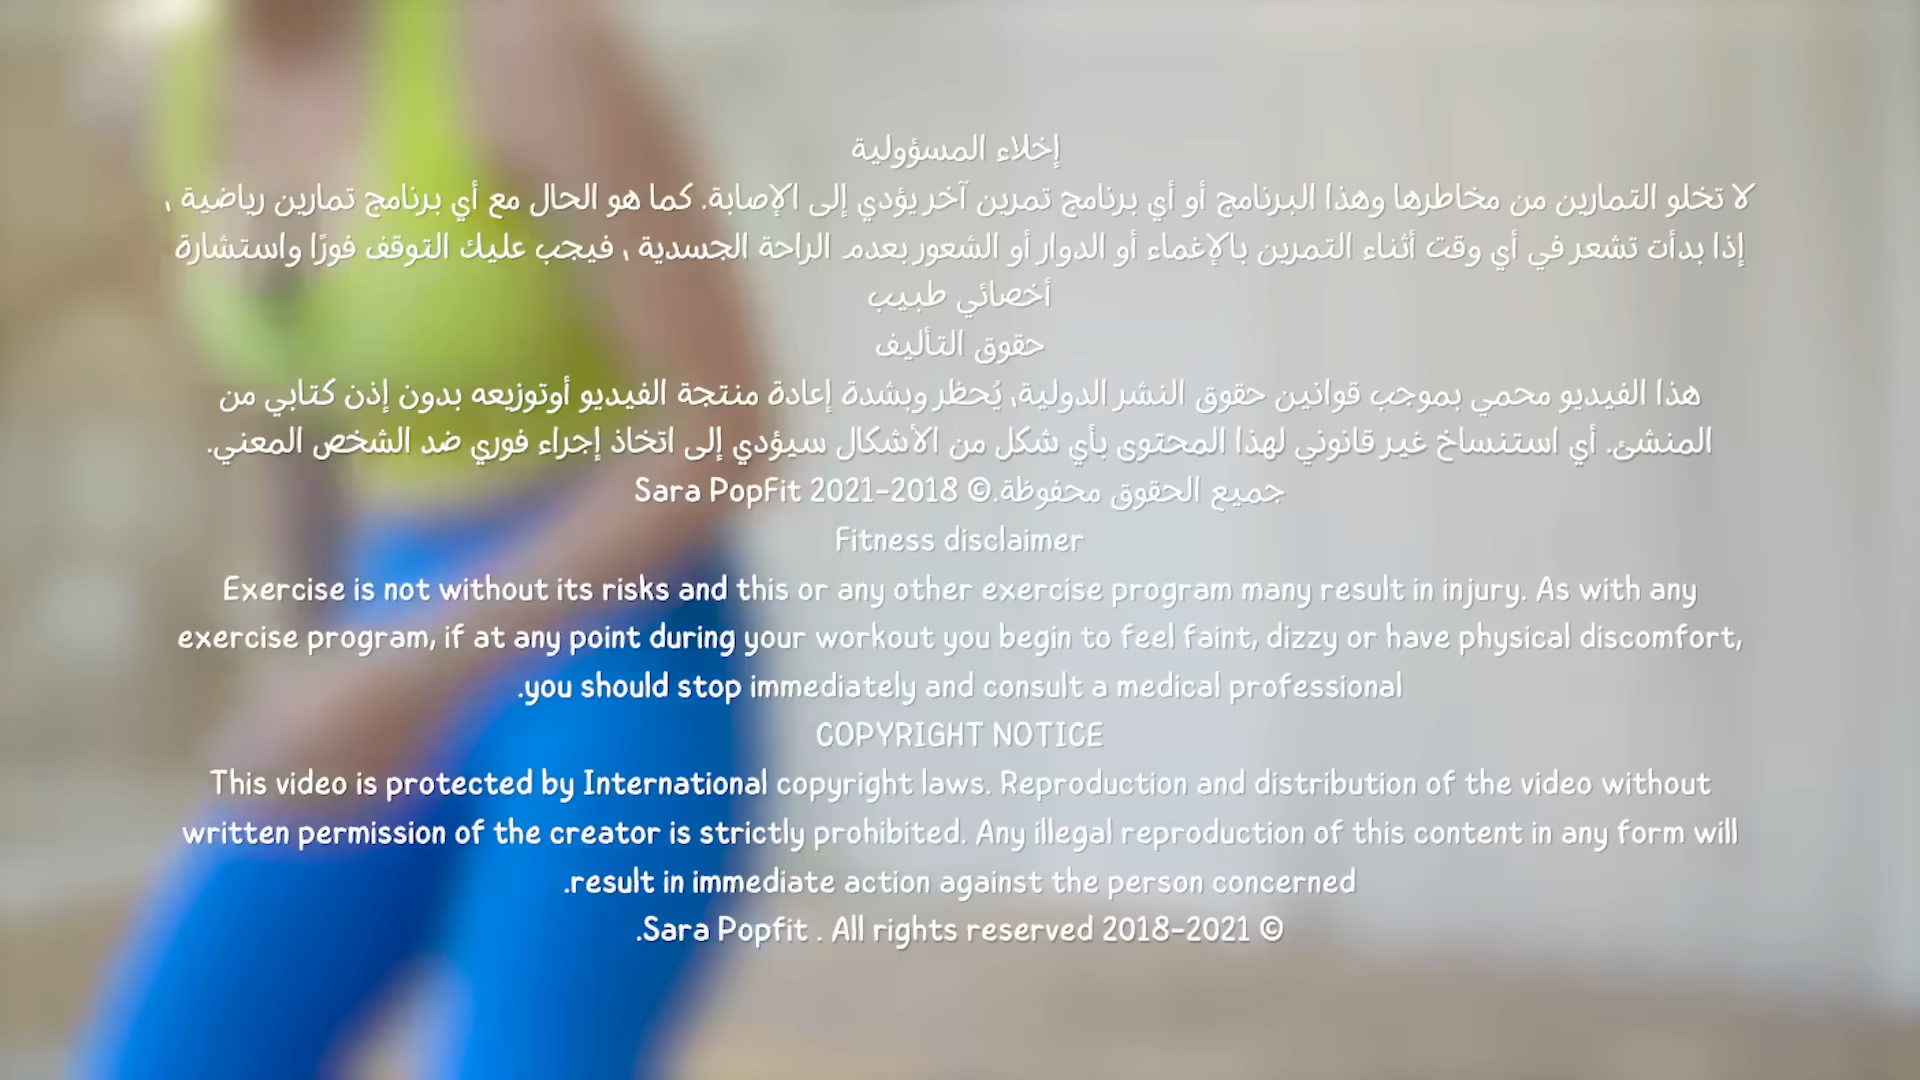 إخلاء المسؤولية
لا تخلو التمارين من مخاطرها وهذا البرنامج أو أي برنامج تمرين آخر يؤدي إلى الإصابة. كما هو الحال مع أي برنامج تمارين رياضية ،
إذا بدأت تشعر في أي وقت أثناء التمرين بالإغماء أو الدوار أو الشعور بعدم الراحة الجسدية ، فيجب عليك التوقف فورًا واستشارة
أخصائي طبيب
حقوق التأليف
هذا الفيديو محمي بموجب قوانين حقوق النشر الدولية، يُحظر وبشدة إعادة منتجة الفيديو أوتوزيعه بدون إذن كتابي من
المنشئ. أي استنساخ غير قانوني لهذا المحتوى بأي شكل من الأشكال سيؤدي إلى اتخاذ إجراء فوري ضد الشخص المعني.
جميع الحقوق محفوظة.© 2018-2021 Sara PopFit
Fitness disclaimer
Exercise is not without its risks and this or any other exercise program many result in injury. As with any
exercise program, if at any point during your workout you begin to feel faint, dizzy or have physical discomfort,
.you should stop immediately and consult a medical professional
COPYRIGHT NOTICE
This video is protected by International copyright laws. Reproduction and distribution of the video without
written permission of the creator is strictly prohibited. Any illegal reproduction of this content in any form will
.result in immediate action against the person concerned
.Sara Popfit . All rights reserved 2018-2021 ©